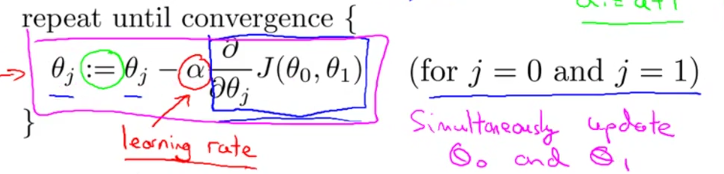 repeat until convergence {
θj := θj − α ∂/∂θj J(θ0, θ1) (for j = 0 and j = 1)
}
learning rate
Simultaneously update
θ0 and θ1